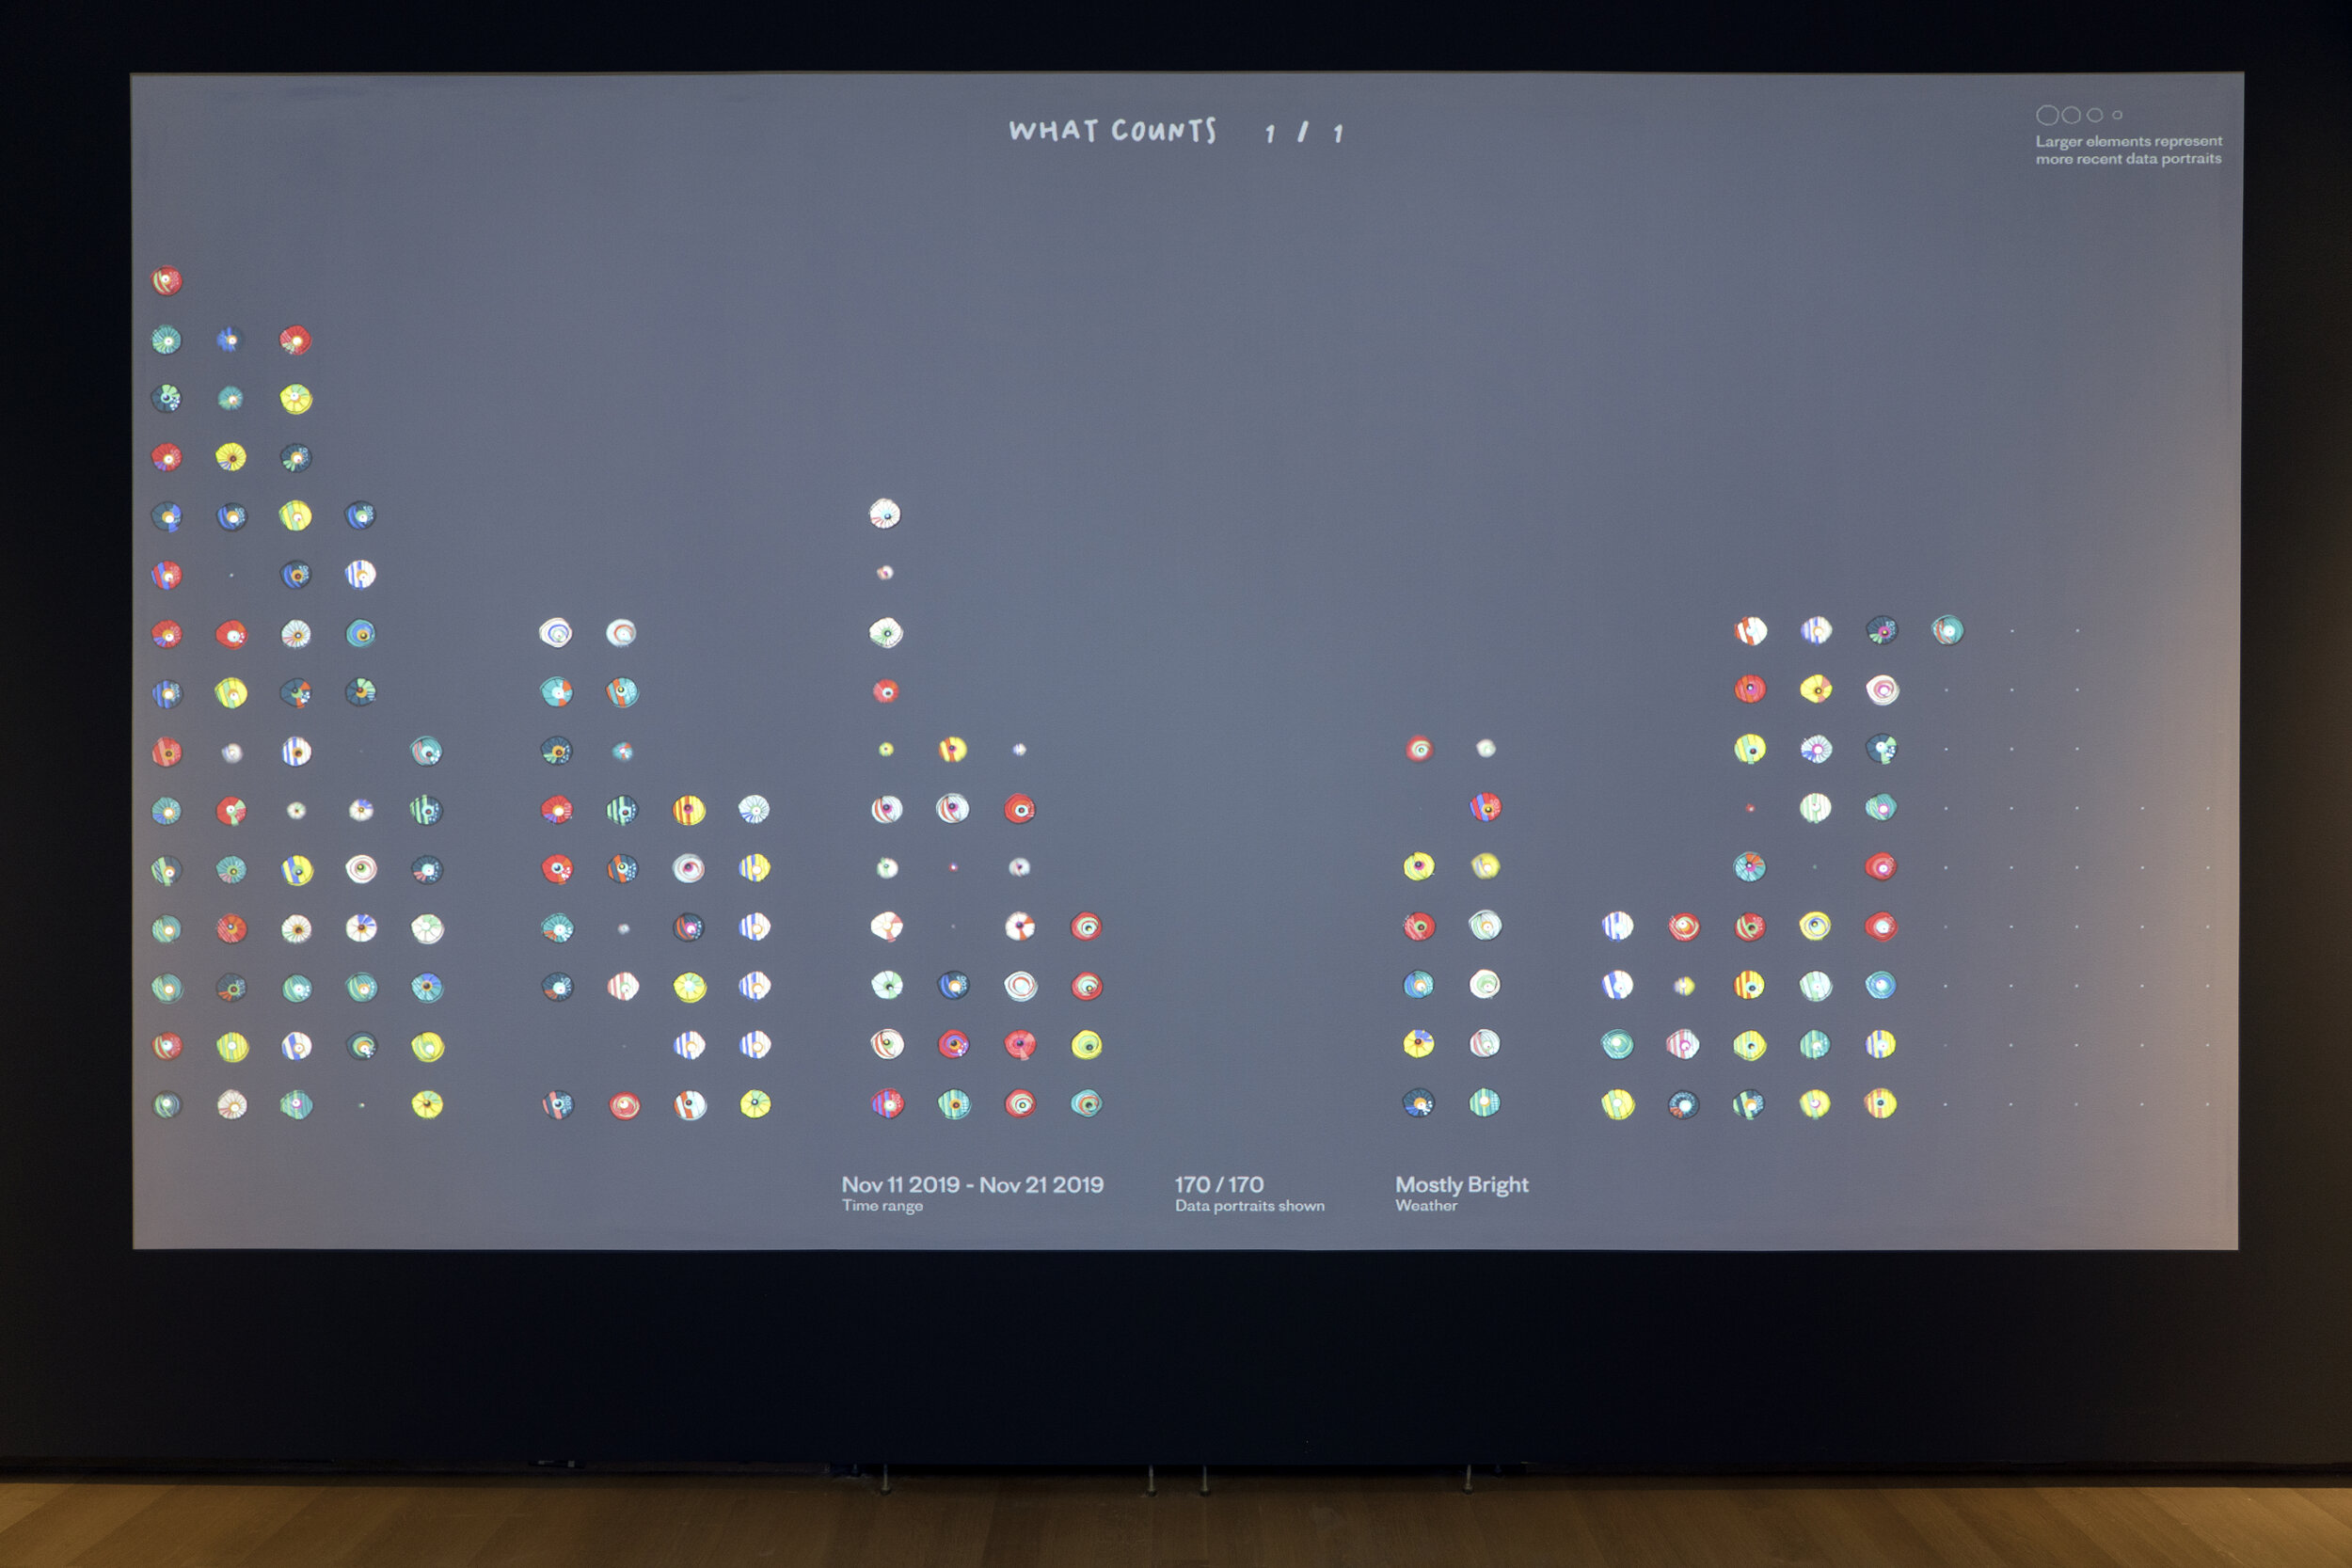 WHAT COUNTS 1 / 1
Larger elements represent
more recent data portraits
Nov 11 2019 - Nov 21 2019
Time range
170 / 170
Data portraits shown
Mostly Bright
Weather